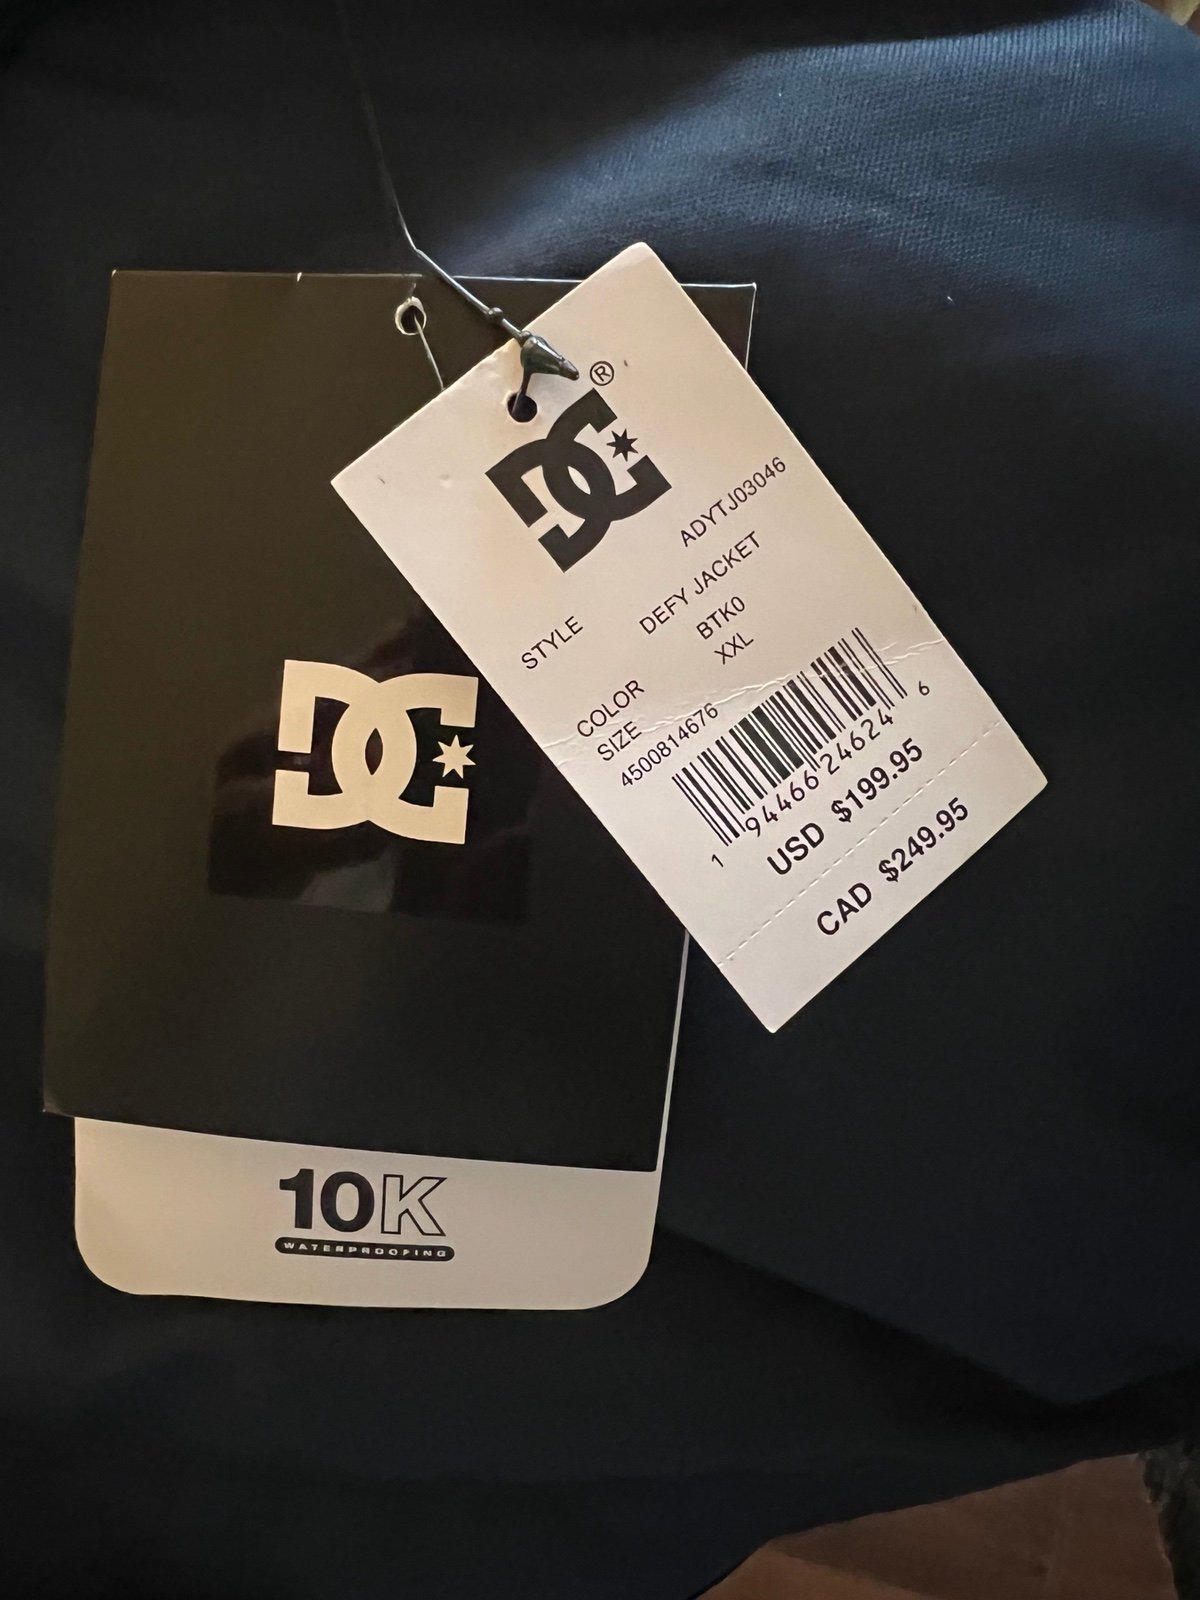 DC
®
STYLE ADYTJ03046
DEFY JACKET
COLOR BTK0
SIZE XXL
4500814676
1 94466 24624 6
USD $199.95
CAD $249.95
DC
10K
WATERPROOFING